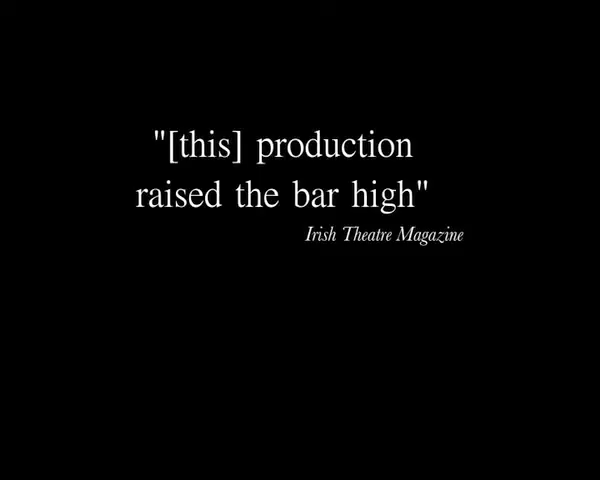 "[this] production
raised the bar high"
Irish Theatre Magazine